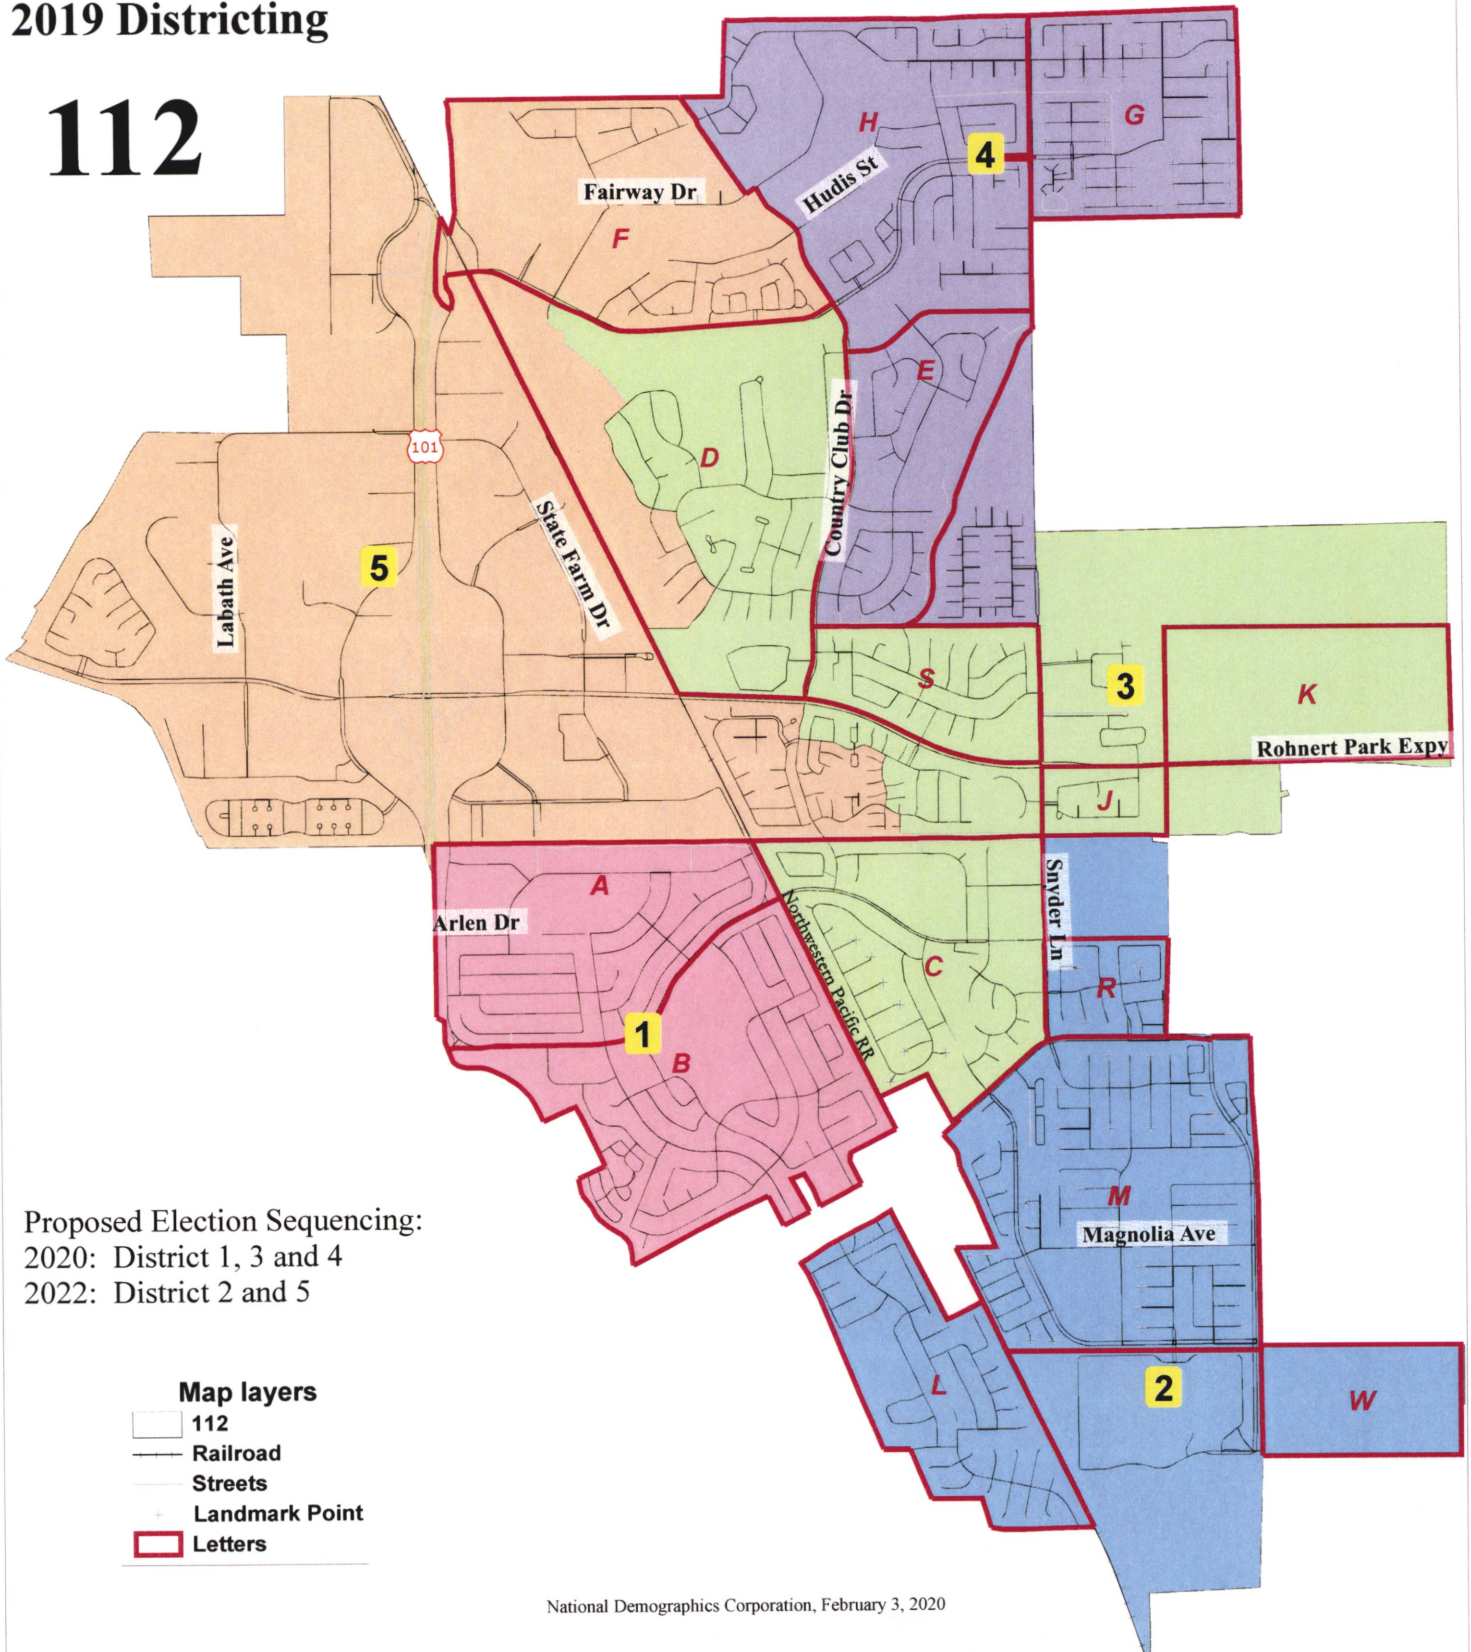 2019 Districting
112
H
G
4
Hudis St
Fairway Dr
F
E
D
Country Club Dr
101
State Farm Dr
Labath Ave
5
S
3
K
Rohnert Park Expy
J
A
Arlen Dr
Snyder Ln
Northwestern Pacific RR
C
R
1
B
M
Magnolia Ave
L
2
W
Proposed Election Sequencing:
2020: District 1, 3 and 4
2022: District 2 and 5
Map layers
112
Railroad
Streets
Landmark Point
Letters
National Demographics Corporation, February 3, 2020